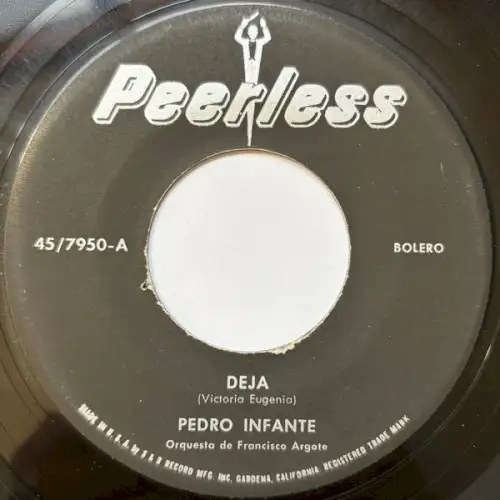 Peerless
45/7950-A
BOLERO
DEJA
(Victoria Eugenia)
PEDRO INFANTE
Orquesta de Francisco Argote
MADE IN U.S.A. by S & R RECORD MFG. INC. GARDENA, CALIFORNIA REGISTERED TRADE MARK